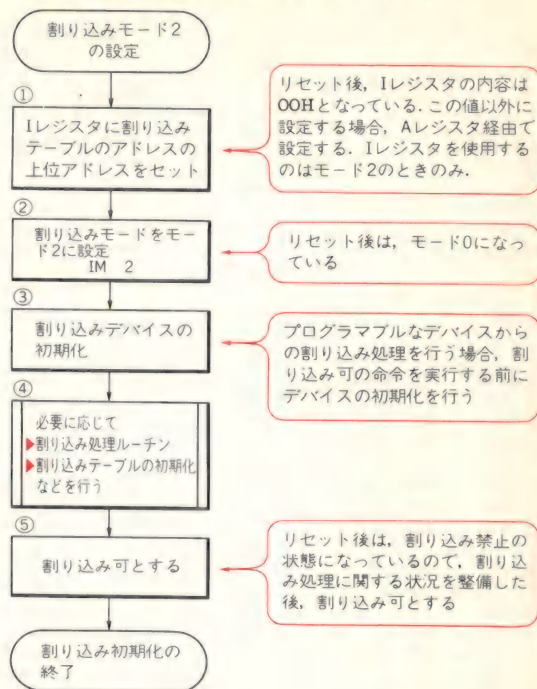 割り込みモード2
の設定
①
Iレジスタに割り込み
テーブルのアドレスの
上位アドレスをセット
リセット後，Iレジスタの内容は
00Hとなっている．この値以外に
設定する場合，Aレジスタ経由で
設定する．Iレジスタを使用する
のはモード2のときのみ．
②
割り込みモードをモー
ド2に設定
IM 2
リセット後は，モード0になっ
ている
③
割り込みデバイスの
初期化
プログラマブルなデバイスから
の割り込み処理を行う場合，割
り込み可の命令を実行する前に
デバイスの初期化を行う
④
必要に応じて
▶割り込み処理ルーチン
▶割り込みテーブルの初期化
などを行う
⑤
割り込み可とする
リセット後は，割り込み禁止の
状態になっているので，割り込
み処理に関する状況を整備した
後，割り込み可とする
割り込み初期化の
終了